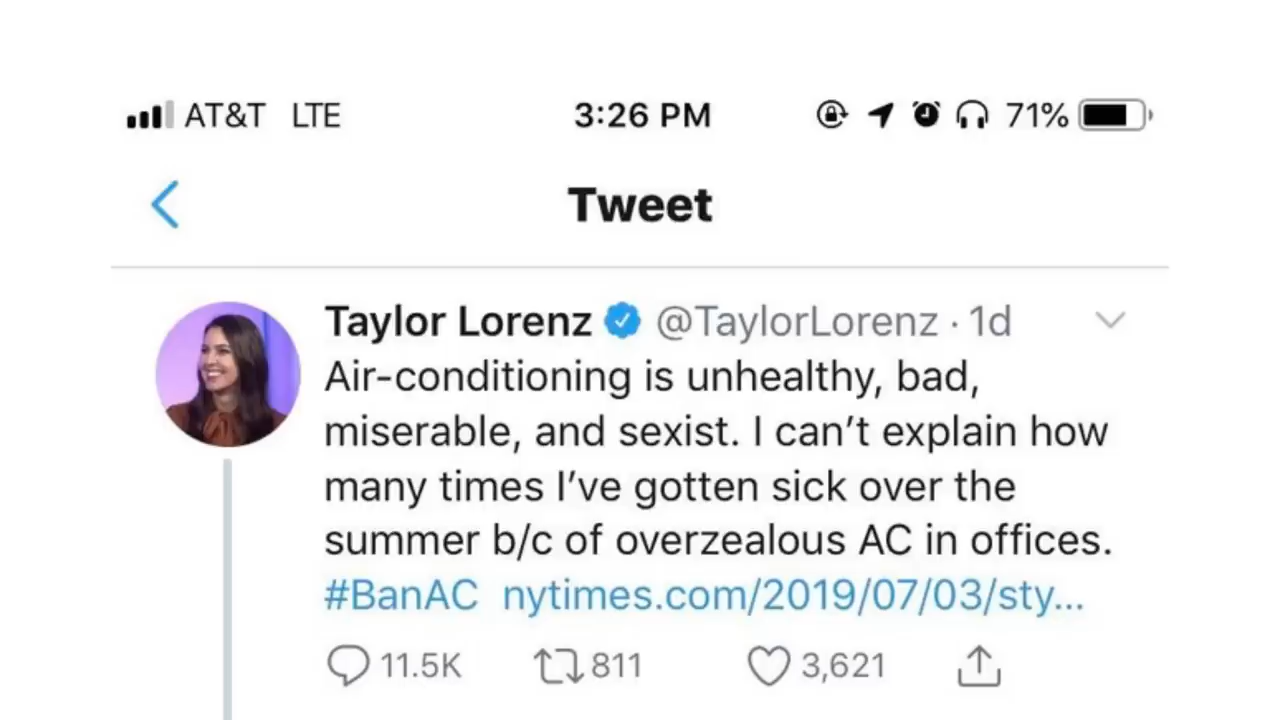 AT&T LTE 3:26 PM 71%
Tweet
Taylor Lorenz @TaylorLorenz · 1d
Air-conditioning is unhealthy, bad,
miserable, and sexist. I can’t explain how
many times I’ve gotten sick over the
summer b/c of overzealous AC in offices.
#BanAC nytimes.com/2019/07/03/sty...
11.5K 811 3,621